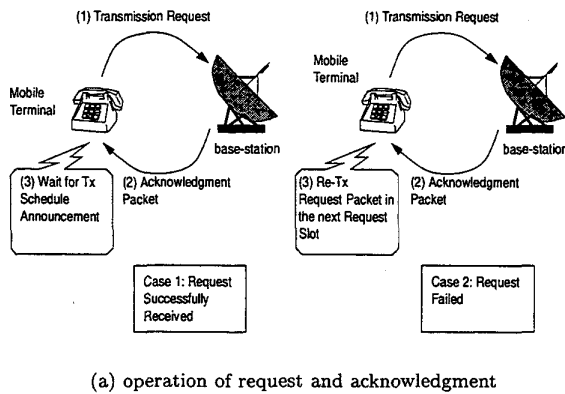 (1) Transmission Request
Mobile
Terminal
base-station
(3) Wait for Tx
Schedule
Announcement
(2) Acknowledgment
Packet
Case 1: Request
Successfully
Received
(1) Transmission Request
Mobile
Terminal
base-station
(3) Re-Tx
Request Packet in
the next Request
Slot
(2) Acknowledgment
Packet
Case 2: Request
Failed
(a) operation of request and acknowledgment